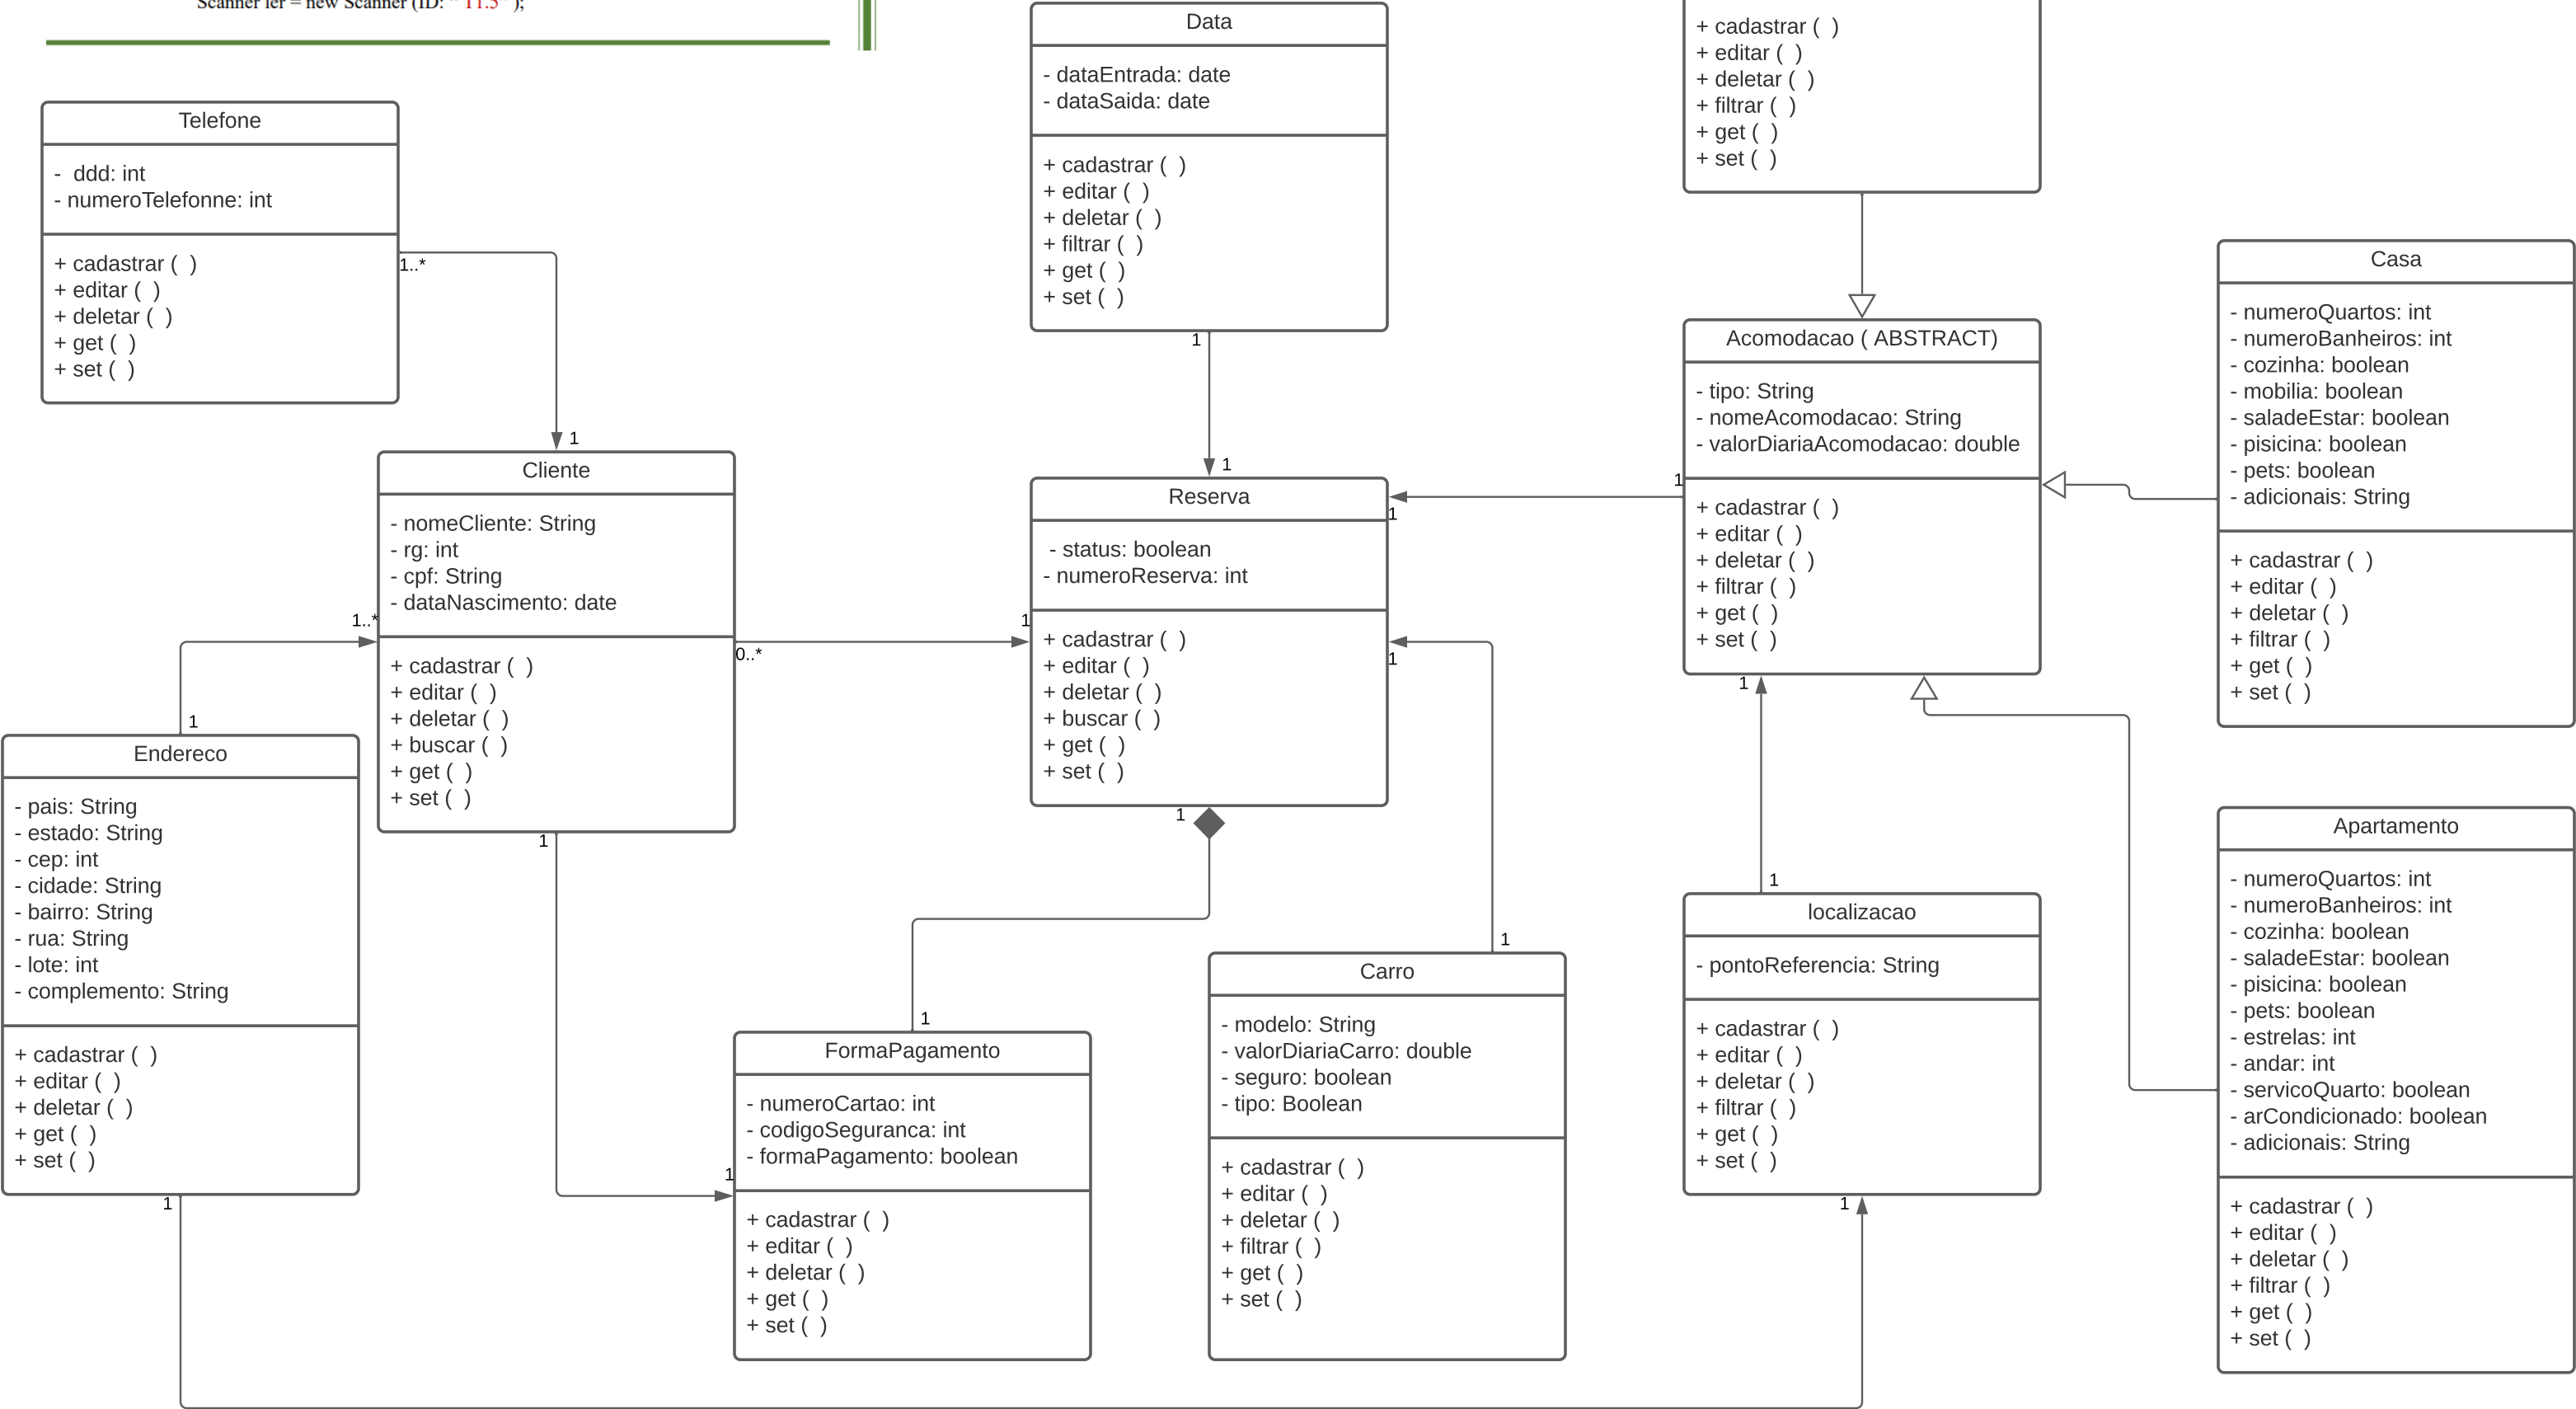 Scanner ler = new Scanner (ID: " 11.5" );
Data
- dataEntrada: date
- dataSaida: date
+ cadastrar ( )
+ editar ( )
+ deletar ( )
+ filtrar ( )
+ get ( )
+ set ( )
1
+ cadastrar ( )
+ editar ( )
+ deletar ( )
+ filtrar ( )
+ get ( )
+ set ( )
Telefone
- ddd: int
- numeroTelefonne: int
+ cadastrar ( )
+ editar ( )
+ deletar ( )
+ get ( )
+ set ( )
1..*
1
Cliente
- nomeCliente: String
- rg: int
- cpf: String
- dataNascimento: date
+ cadastrar ( )
+ editar ( )
+ deletar ( )
+ buscar ( )
+ get ( )
+ set ( )
1..*
0..*
1
1
1
Reserva
- status: boolean
- numeroReserva: int
+ cadastrar ( )
+ editar ( )
+ deletar ( )
+ buscar ( )
+ get ( )
+ set ( )
1
1
1
Acomodacao ( ABSTRACT)
- tipo: String
- nomeAcomodacao: String
- valorDiariaAcomodacao: double
+ cadastrar ( )
+ editar ( )
+ deletar ( )
+ filtrar ( )
+ get ( )
+ set ( )
1
1
Casa
- numeroQuartos: int
- numeroBanheiros: int
- cozinha: boolean
- mobilia: boolean
- saladeEstar: boolean
- pisicina: boolean
- pets: boolean
- adicionais: String
+ cadastrar ( )
+ editar ( )
+ deletar ( )
+ filtrar ( )
+ get ( )
+ set ( )
1
Endereco
- pais: String
- estado: String
- cep: int
- cidade: String
- bairro: String
- rua: String
- lote: int
- complemento: String
+ cadastrar ( )
+ editar ( )
+ deletar ( )
+ get ( )
+ set ( )
1
1
FormaPagamento
- numeroCartao: int
- codigoSeguranca: int
- formaPagamento: boolean
+ cadastrar ( )
+ editar ( )
+ deletar ( )
+ get ( )
+ set ( )
1
1
Carro
- modelo: String
- valorDiariaCarro: double
- seguro: boolean
- tipo: Boolean
+ cadastrar ( )
+ editar ( )
+ deletar ( )
+ filtrar ( )
+ get ( )
+ set ( )
1
localizacao
- pontoReferencia: String
+ cadastrar ( )
+ editar ( )
+ deletar ( )
+ filtrar ( )
+ get ( )
+ set ( )
1
Apartamento
- numeroQuartos: int
- numeroBanheiros: int
- cozinha: boolean
- saladeEstar: boolean
- pisicina: boolean
- pets: boolean
- estrelas: int
- andar: int
- servicoQuarto: boolean
- arCondicionado: boolean
- adicionais: String
+ cadastrar ( )
+ editar ( )
+ deletar ( )
+ filtrar ( )
+ get ( )
+ set ( )